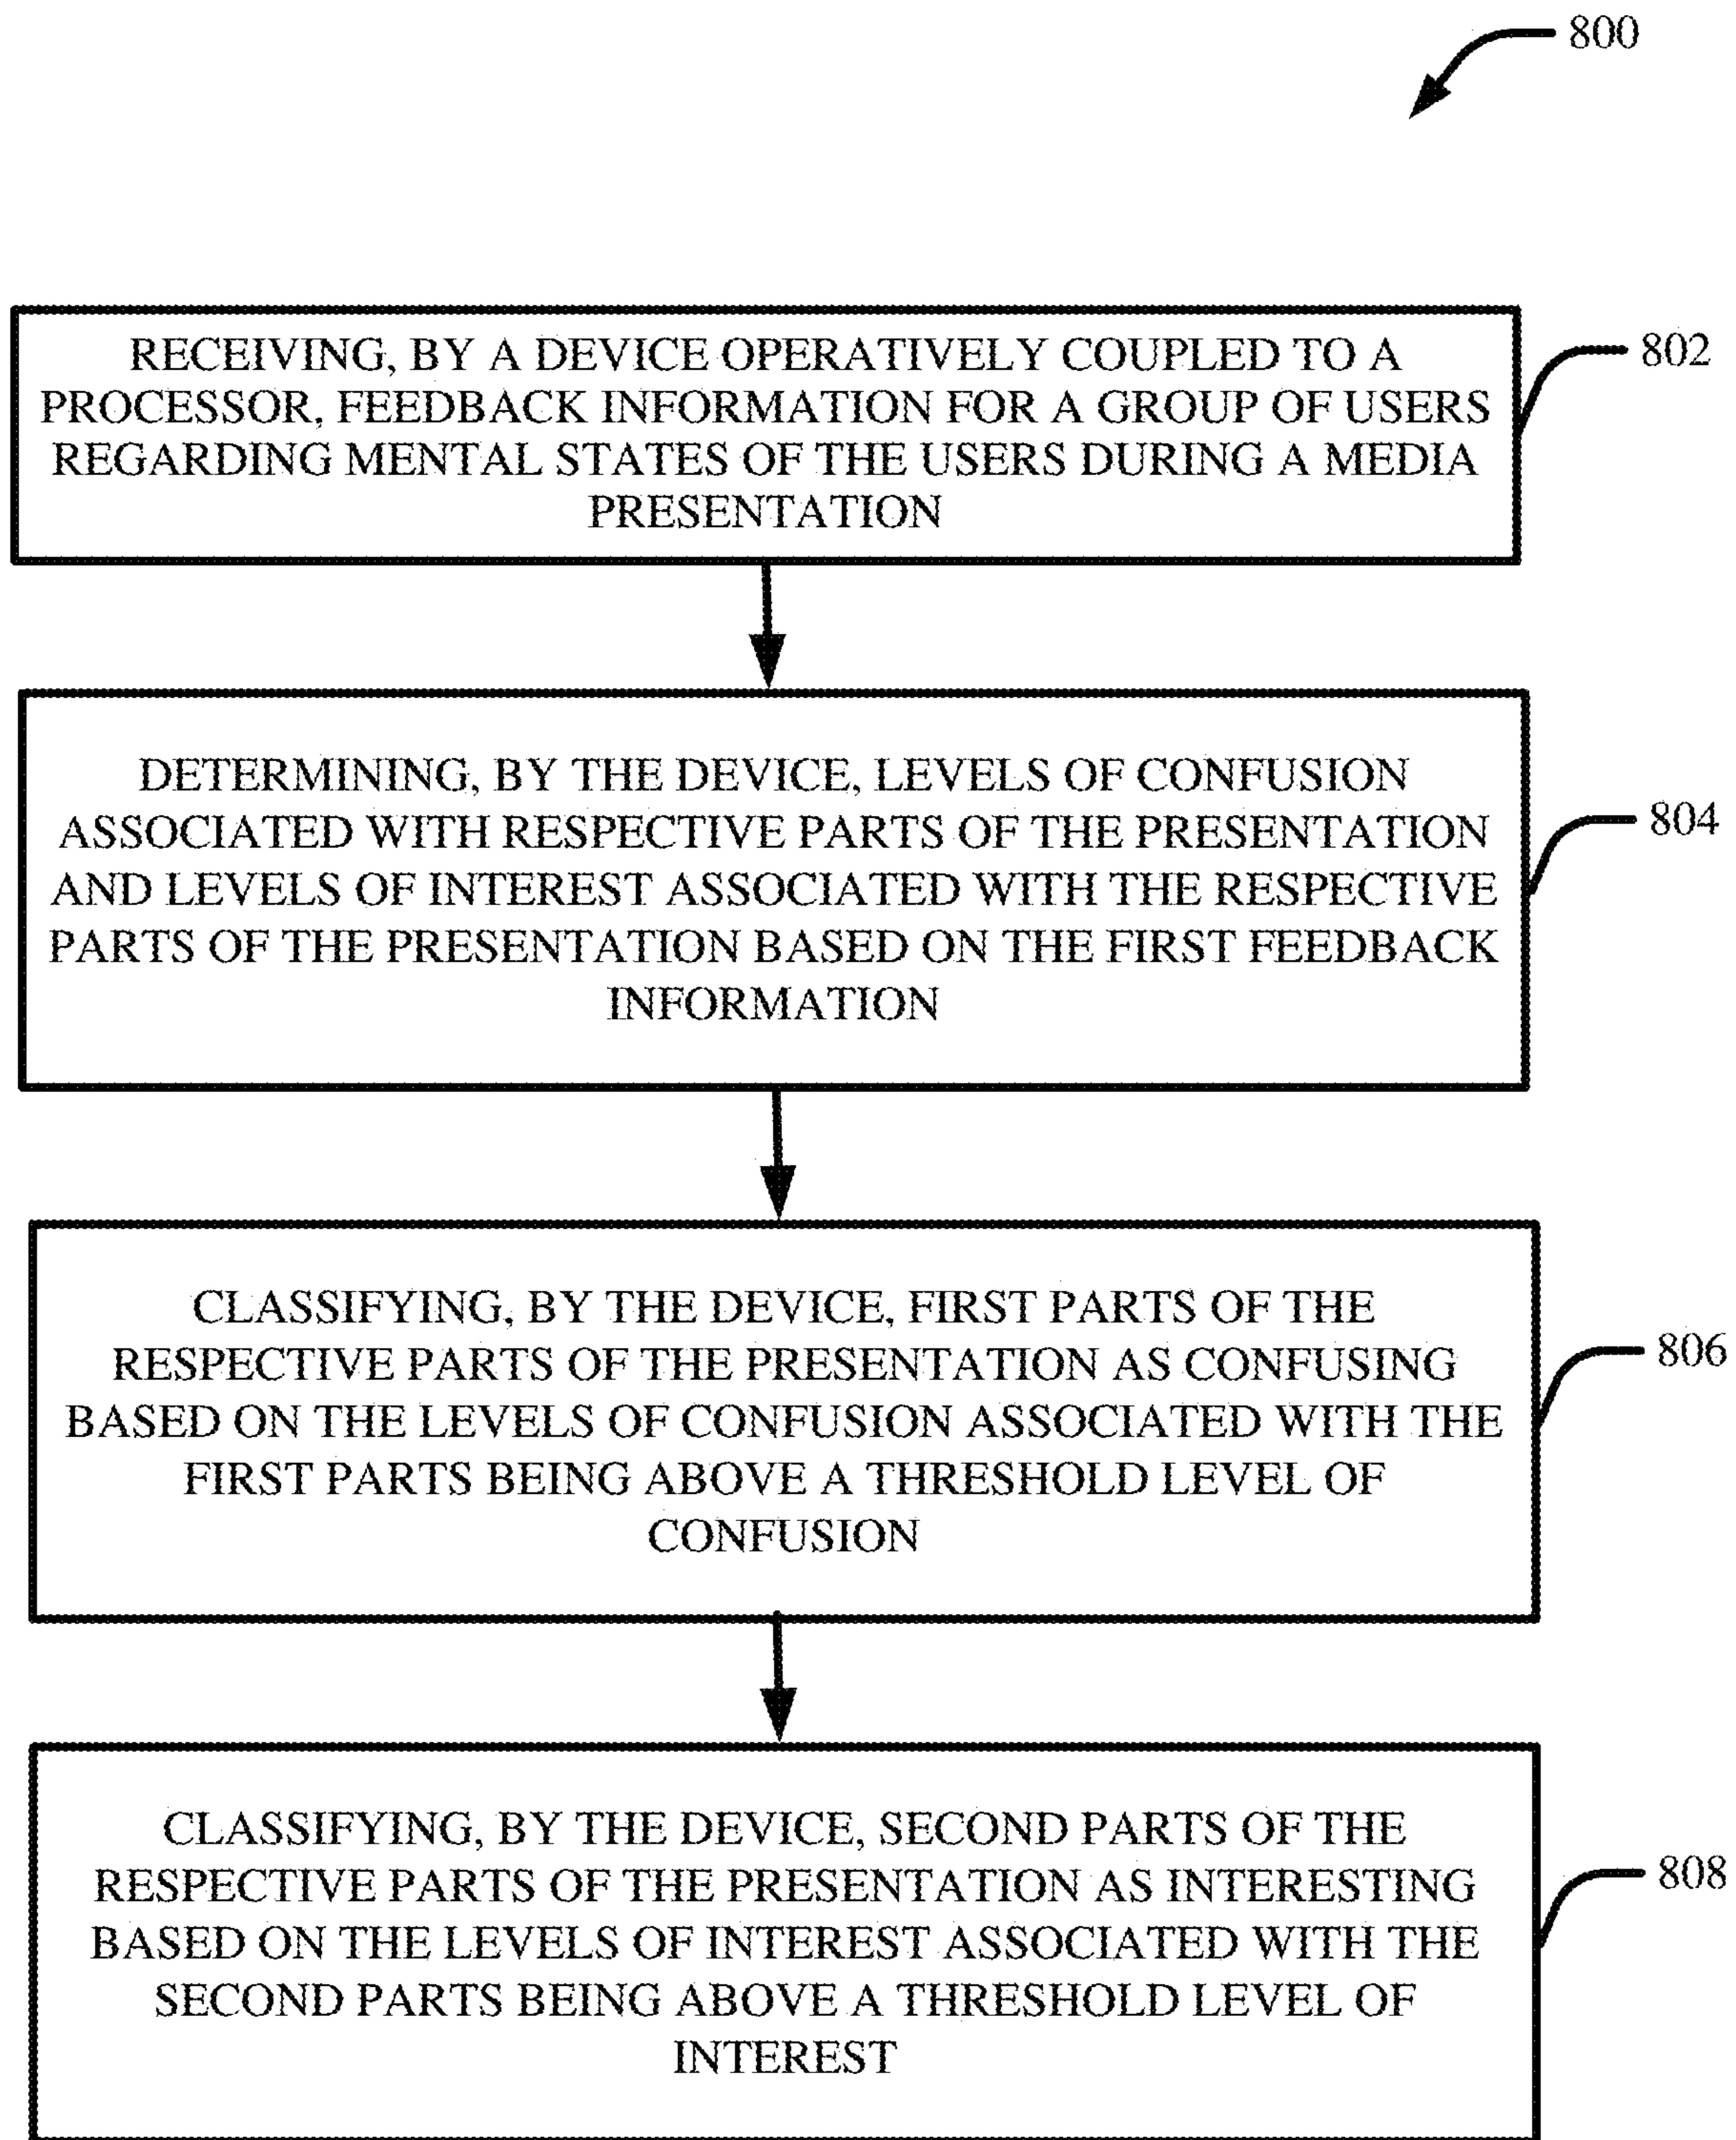 800
RECEIVING, BY A DEVICE OPERATIVELY COUPLED TO A
PROCESSOR, FEEDBACK INFORMATION FOR A GROUP OF USERS
REGARDING MENTAL STATES OF THE USERS DURING A MEDIA
PRESENTATION
802
DETERMINING, BY THE DEVICE, LEVELS OF CONFUSION
ASSOCIATED WITH RESPECTIVE PARTS OF THE PRESENTATION
AND LEVELS OF INTEREST ASSOCIATED WITH THE RESPECTIVE
PARTS OF THE PRESENTATION BASED ON THE FIRST FEEDBACK
INFORMATION
804
CLASSIFYING, BY THE DEVICE, FIRST PARTS OF THE
RESPECTIVE PARTS OF THE PRESENTATION AS CONFUSING
BASED ON THE LEVELS OF CONFUSION ASSOCIATED WITH THE
FIRST PARTS BEING ABOVE A THRESHOLD LEVEL OF
CONFUSION
806
CLASSIFYING, BY THE DEVICE, SECOND PARTS OF THE
RESPECTIVE PARTS OF THE PRESENTATION AS INTERESTING
BASED ON THE LEVELS OF INTEREST ASSOCIATED WITH THE
SECOND PARTS BEING ABOVE A THRESHOLD LEVEL OF
INTEREST
808